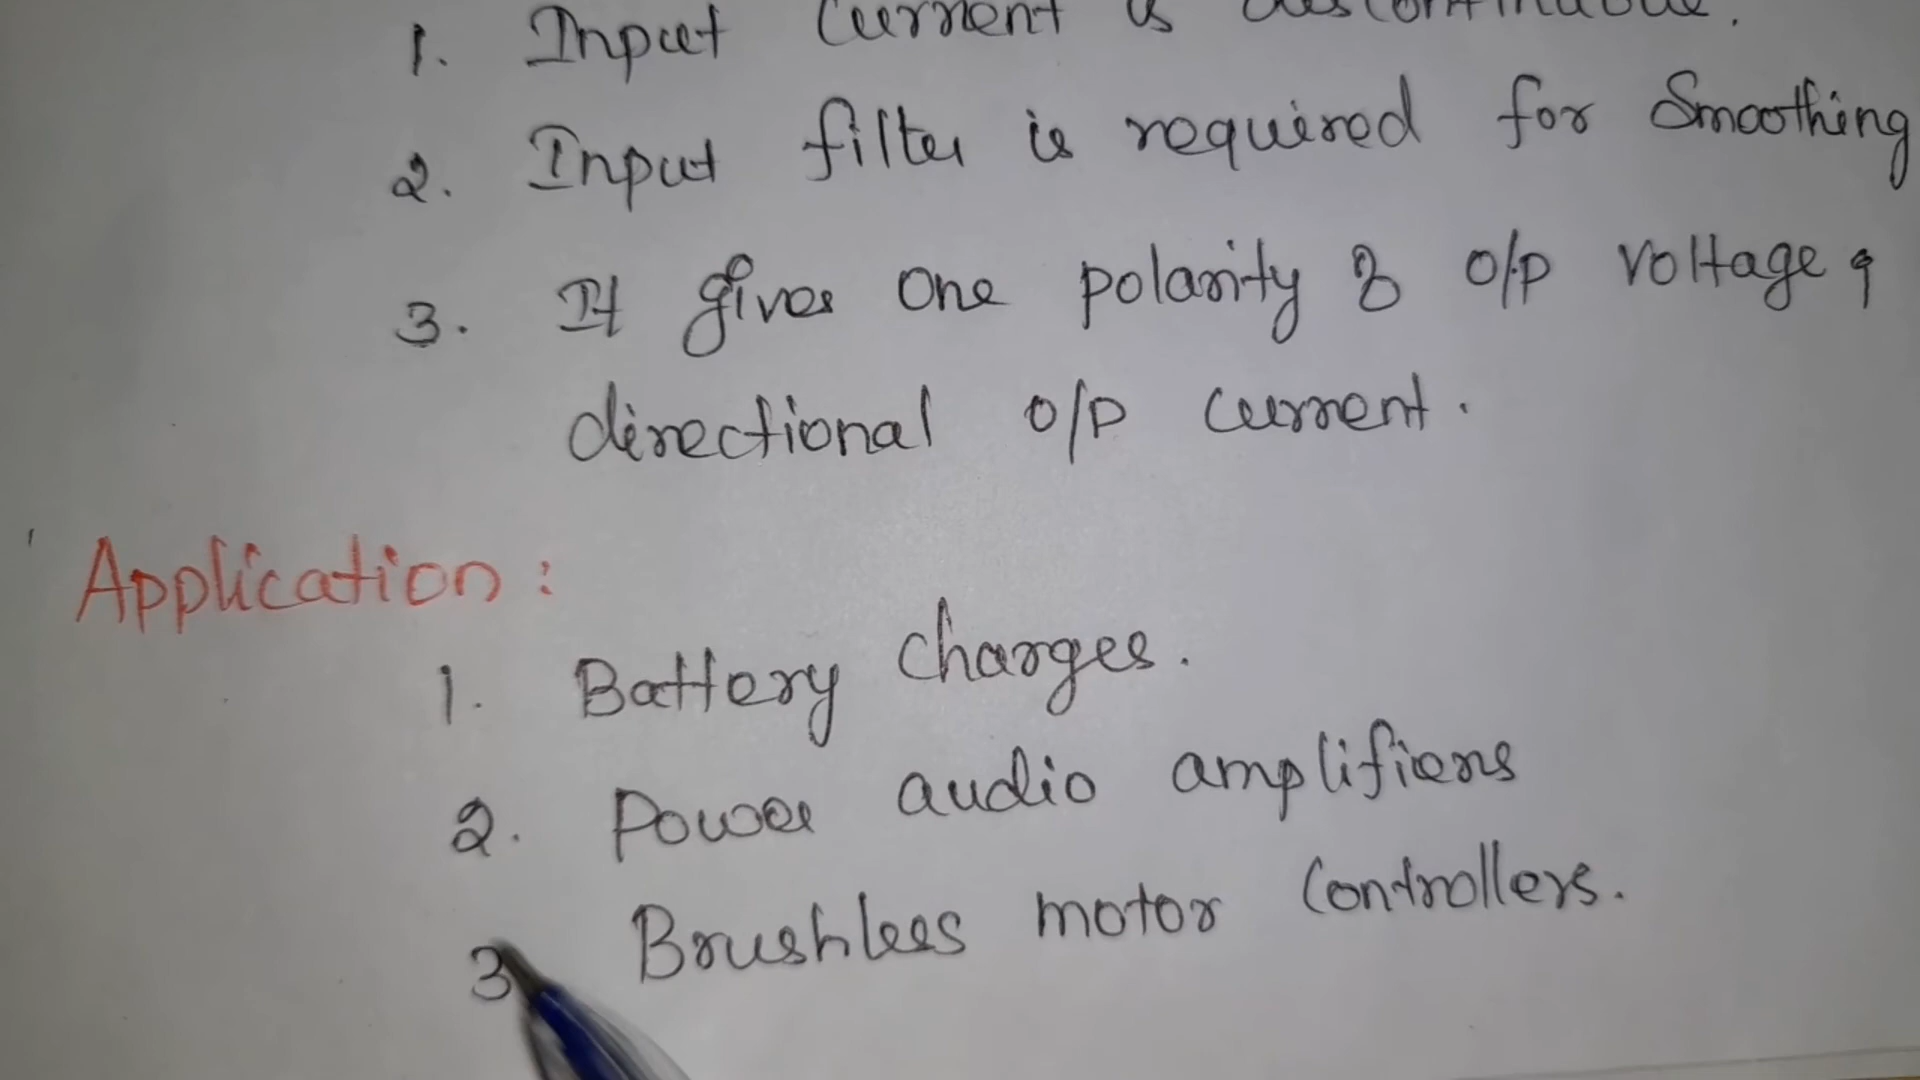 1. Input Current is discontinuous.
2. Input filter is required for Smoothing
3. It gives one polarity & o/p voltage &
directional o/p current.
Application:
1. Battery charges.
2. Power audio amplifiers
3 Brushless motor Controllers.